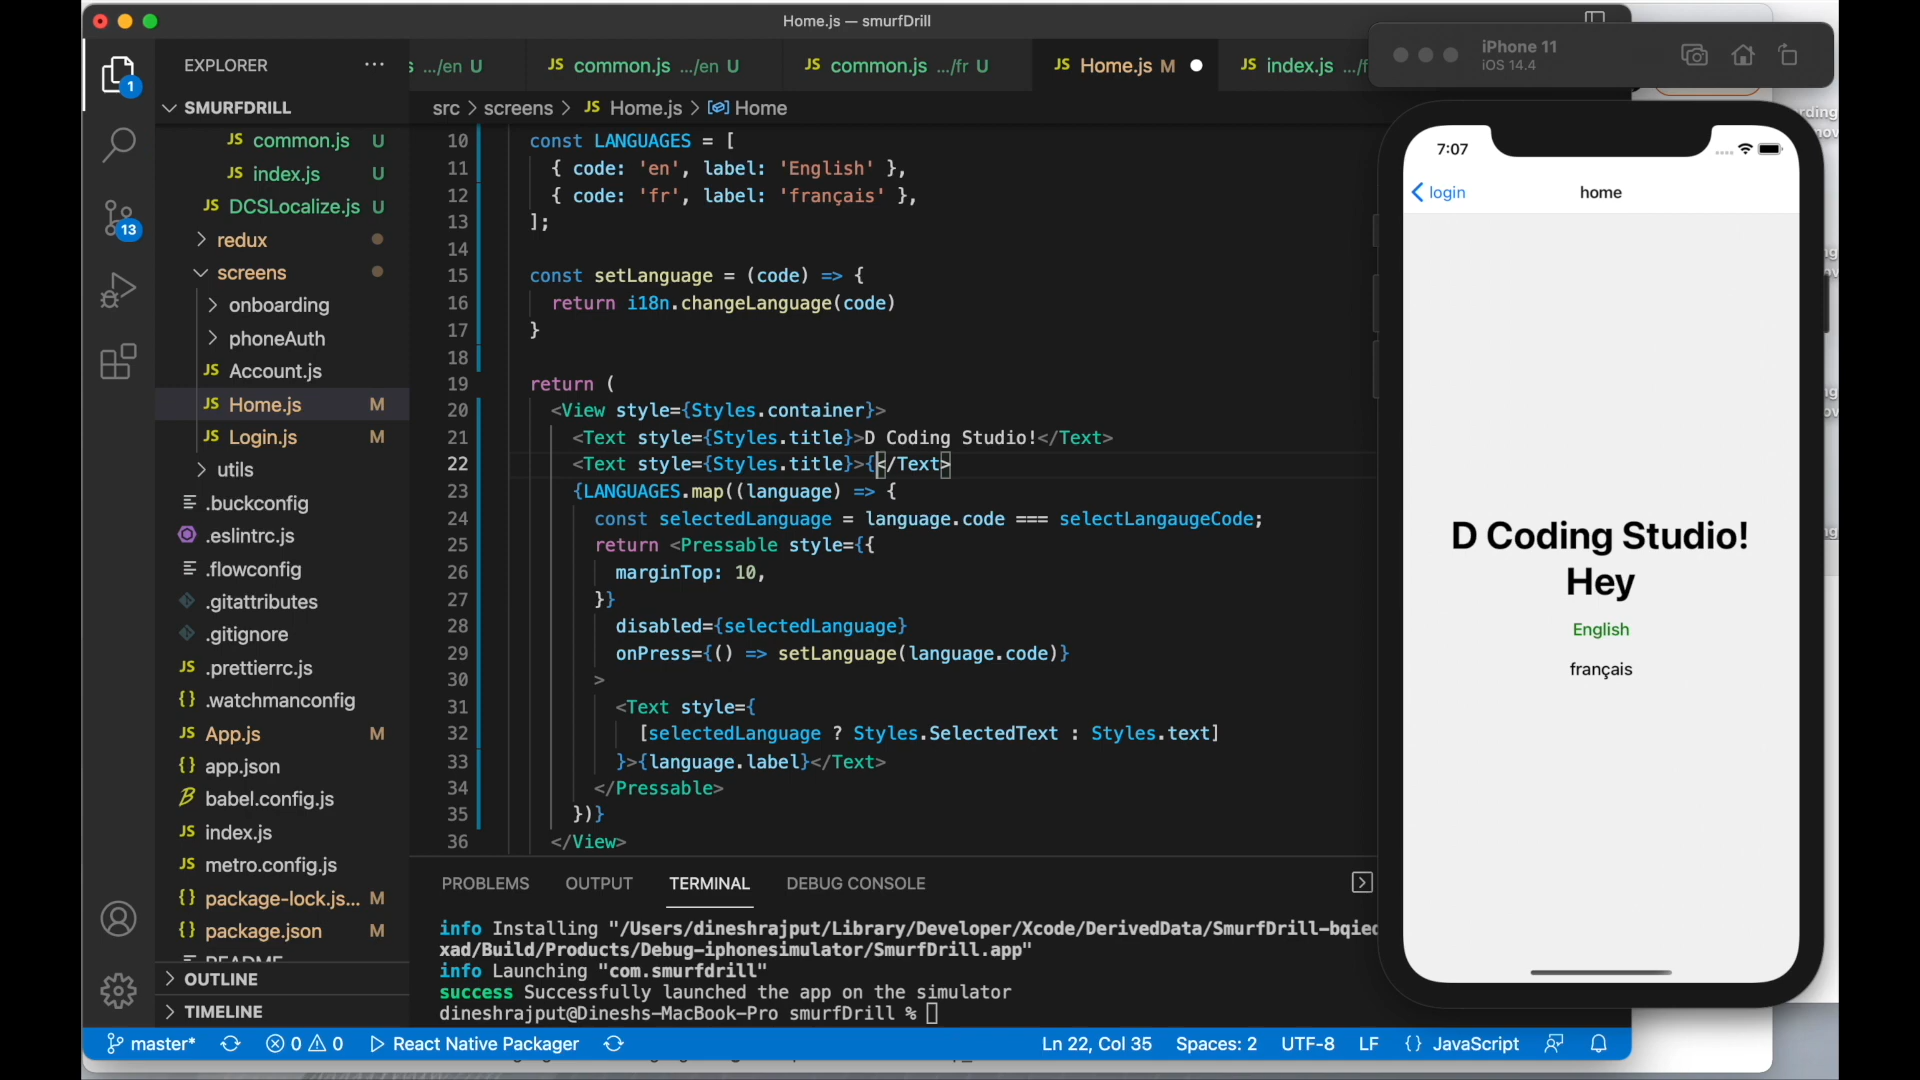 Home.js — smurfDrill
iPhone 11
iOS 14.4
EXPLORER
SMURFDRILL
JS common.js U
JS index.js U
JS DCSLocalize.js U
redux
screens
onboarding
phoneAuth
JS Account.js
JS Home.js M
JS Login.js M
utils
.buckconfig
.eslintrc.js
.flowconfig
.gitattributes
.gitignore
JS .prettierrc.js
{} .watchmanconfig
JS App.js M
{} app.json
babel.config.js
JS index.js
JS metro.config.js
{} package-lock.js... M
{} package.json M
OUTLINE
TIMELINE
1
13
s .../en U
JS common.js .../en U
JS common.js .../fr U
JS Home.js M
JS index.js .../f
src > screens > JS Home.js > Home
10 const LANGUAGES = [
11 { code: 'en', label: 'English' },
12 { code: 'fr', label: 'français' },
13 ];
14
15 const setLanguage = (code) => {
16 return i18n.changeLanguage(code)
17 }
18
19 return (
20 <View style={Styles.container}>
21 <Text style={Styles.title}>D Coding Studio!</Text>
22 <Text style={Styles.title}>{</Text>
23 {LANGUAGES.map((language) => {
24 const selectedLanguage = language.code === selectLangaugeCode;
25 return <Pressable style={{
26 marginTop: 10,
27 }}
28 disabled={selectedLanguage}
29 onPress={() => setLanguage(language.code)}
30 >
31 <Text style={
32 [selectedLanguage ? Styles.SelectedText : Styles.text]
33 }>{language.label}</Text>
34 </Pressable>
35 })}
36 </View>
PROBLEMS OUTPUT TERMINAL DEBUG CONSOLE
info Installing "/Users/dineshrajput/Library/Developer/Xcode/DerivedData/SmurfDrill-bqied
xad/Build/Products/Debug-iphonesimulator/SmurfDrill.app"
info Launching "com.smurfdrill"
success Successfully launched the app on the simulator
dineshrajput@Dineshs-MacBook-Pro smurfDrill %
master* 0 0 React Native Packager Ln 22, Col 35 Spaces: 2 UTF-8 LF {} JavaScript
7:07
login home
D Coding Studio!
Hey
English
français